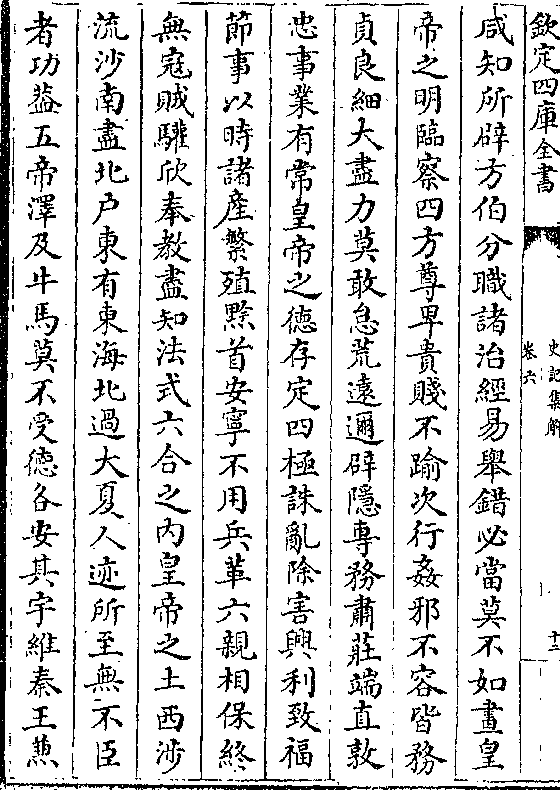 欽定四庫全書
史記集解
卷六
十三
咸知所辟方伯分職諸治經易舉錯必當莫不如畫皇
帝之明臨察四方尊卑貴賤不踰次行姦邪不容皆務
貞良細大盡力莫敢怠荒遠邇辟隱專務肅莊端直敦
忠事業有常皇帝之德存定四極誅亂除害興利致福
節事以時諸產繁殖黔首安寧不用兵革六親相保終
無冦賊驩欣奉教盡知法式六合之內皇帝之土西涉
流沙南盡北戶東有東海北過大夏人迹所至無不臣
者功葢五帝澤及牛馬莫不受德各安其宇維秦王兼